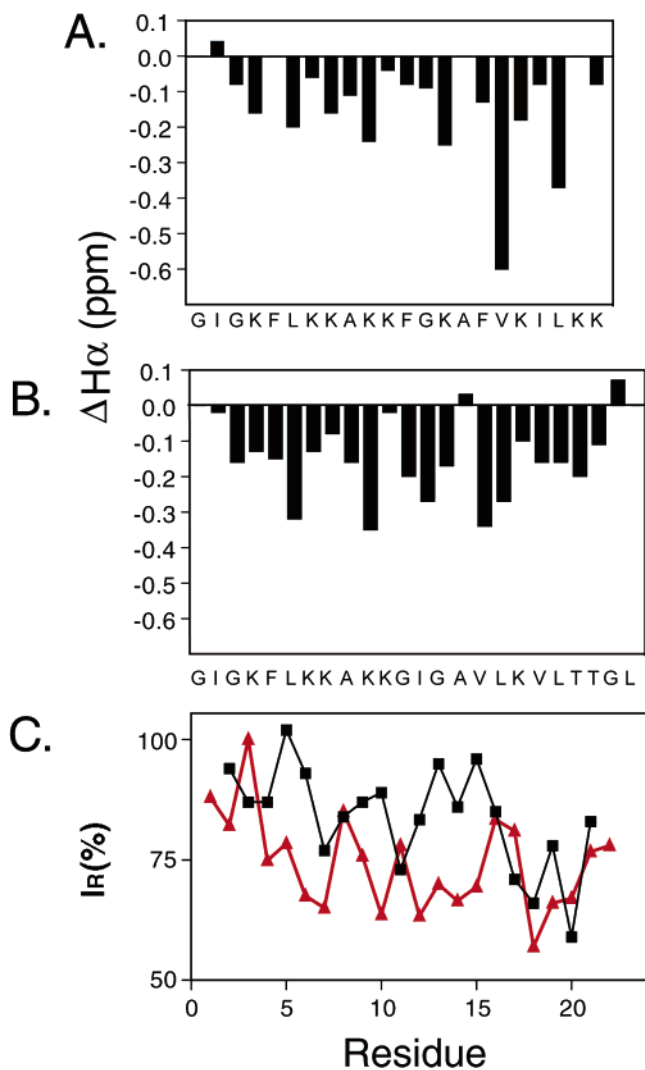 A.
0.1
0.0
-0.1
-0.2
-0.3
-0.4
-0.5
-0.6
G I G K F L K K A K K F G K A F V K I L K K
ΔHα (ppm)
B.
0.1
0.0
-0.1
-0.2
-0.3
-0.4
-0.5
-0.6
G I G K F L K K A K K G I G A V L K V L T T G L
C.
100
75
50
IR(%)
0 5 10 15 20
Residue